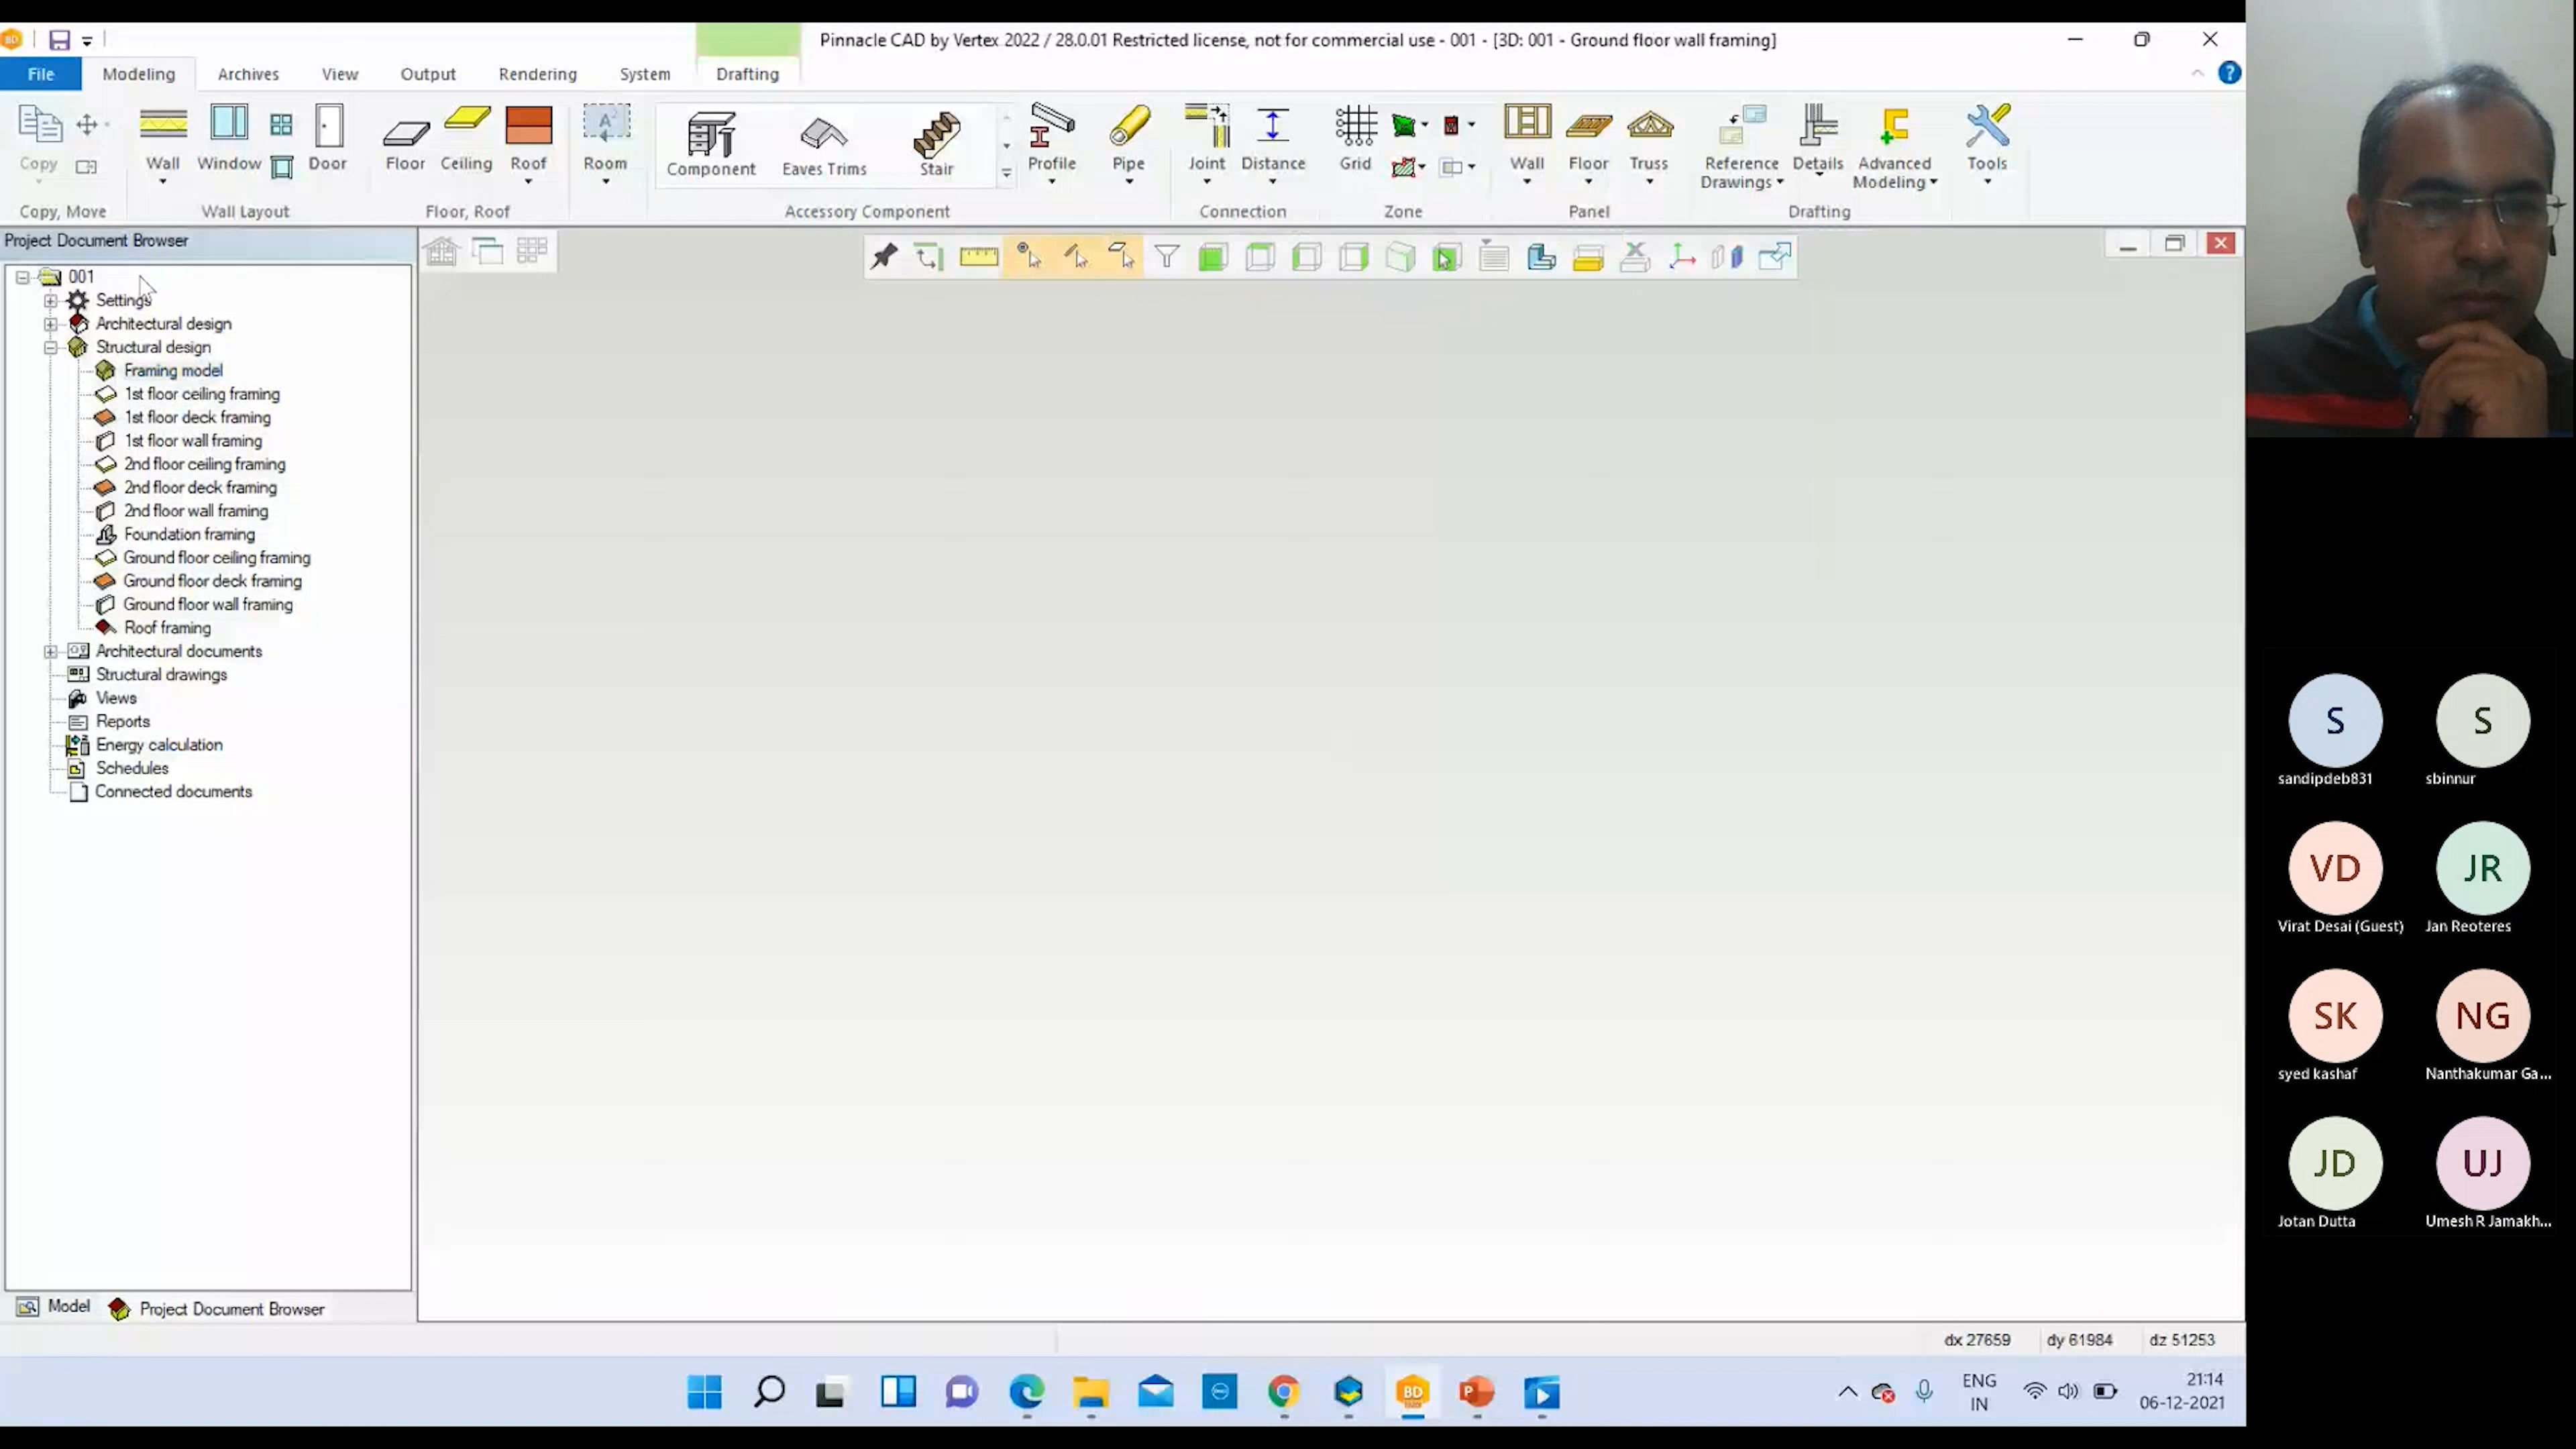 Pinnacle CAD by Vertex 2022 / 28.0.01 Restricted license, not for commercial use - 001 - [3D: 001 - Ground floor wall framing]
File Modeling Archives View Output Rendering System Drafting
Copy Wall Window Door Floor Ceiling Roof Room Component Eaves Trims Stair Profile Pipe Joint Distance Grid Wall Floor Truss Reference Drawings Details Advanced Modeling Tools
Copy, Move Wall Layout Floor, Roof Accessory Component Connection Zone Panel Drafting
Project Document Browser
001
Settings
Architectural design
Structural design
Framing model
1st floor ceiling framing
1st floor deck framing
1st floor wall framing
2nd floor ceiling framing
2nd floor deck framing
2nd floor wall framing
Foundation framing
Ground floor ceiling framing
Ground floor deck framing
Ground floor wall framing
Roof framing
Architectural documents
Structural drawings
Views
Reports
Energy calculation
Schedules
Connected documents
Model Project Document Browser
dx 27659 dy 61984 dz 51253
BD
ENG
IN
21:14
06-12-2021
S S
sandipdeb831 sbinnur
VD JR
Virat Desai (Guest) Jan Reoteres
SK NG
syed kashaf Nanthakumar Ga...
JD UJ
Jotan Dutta Umesh R Jamakh...